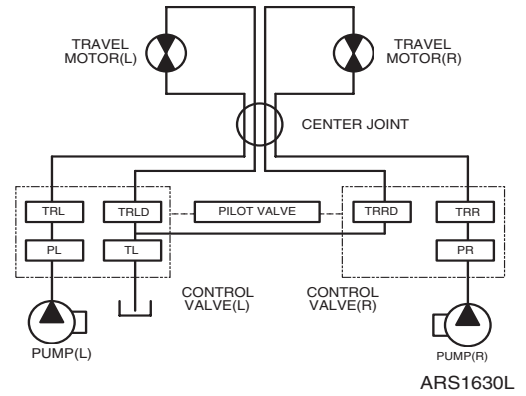 TRAVEL
MOTOR(L)
TRAVEL
MOTOR(R)
CENTER JOINT
TRL
TRLD
PILOT VALVE
TRRD
TRR
PL
TL
PR
CONTROL
VALVE(L)
CONTROL
VALVE(R)
PUMP(L)
PUMP(R)
ARS1630L